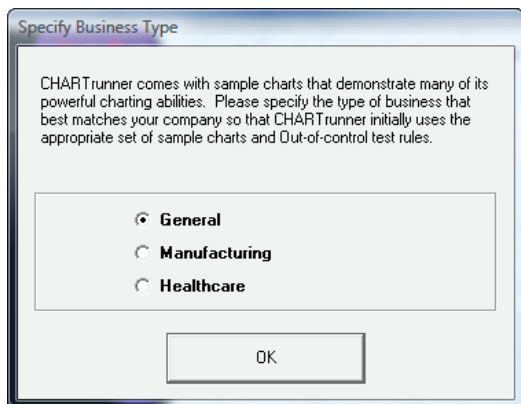 Specify Business Type
CHARTrunner comes with sample charts that demonstrate many of its
powerful charting abilities.  Please specify the type of business that
best matches your company so that CHARTrunner initially uses the
appropriate set of sample charts and Out-of-control test rules.
General
Manufacturing
Healthcare
OK